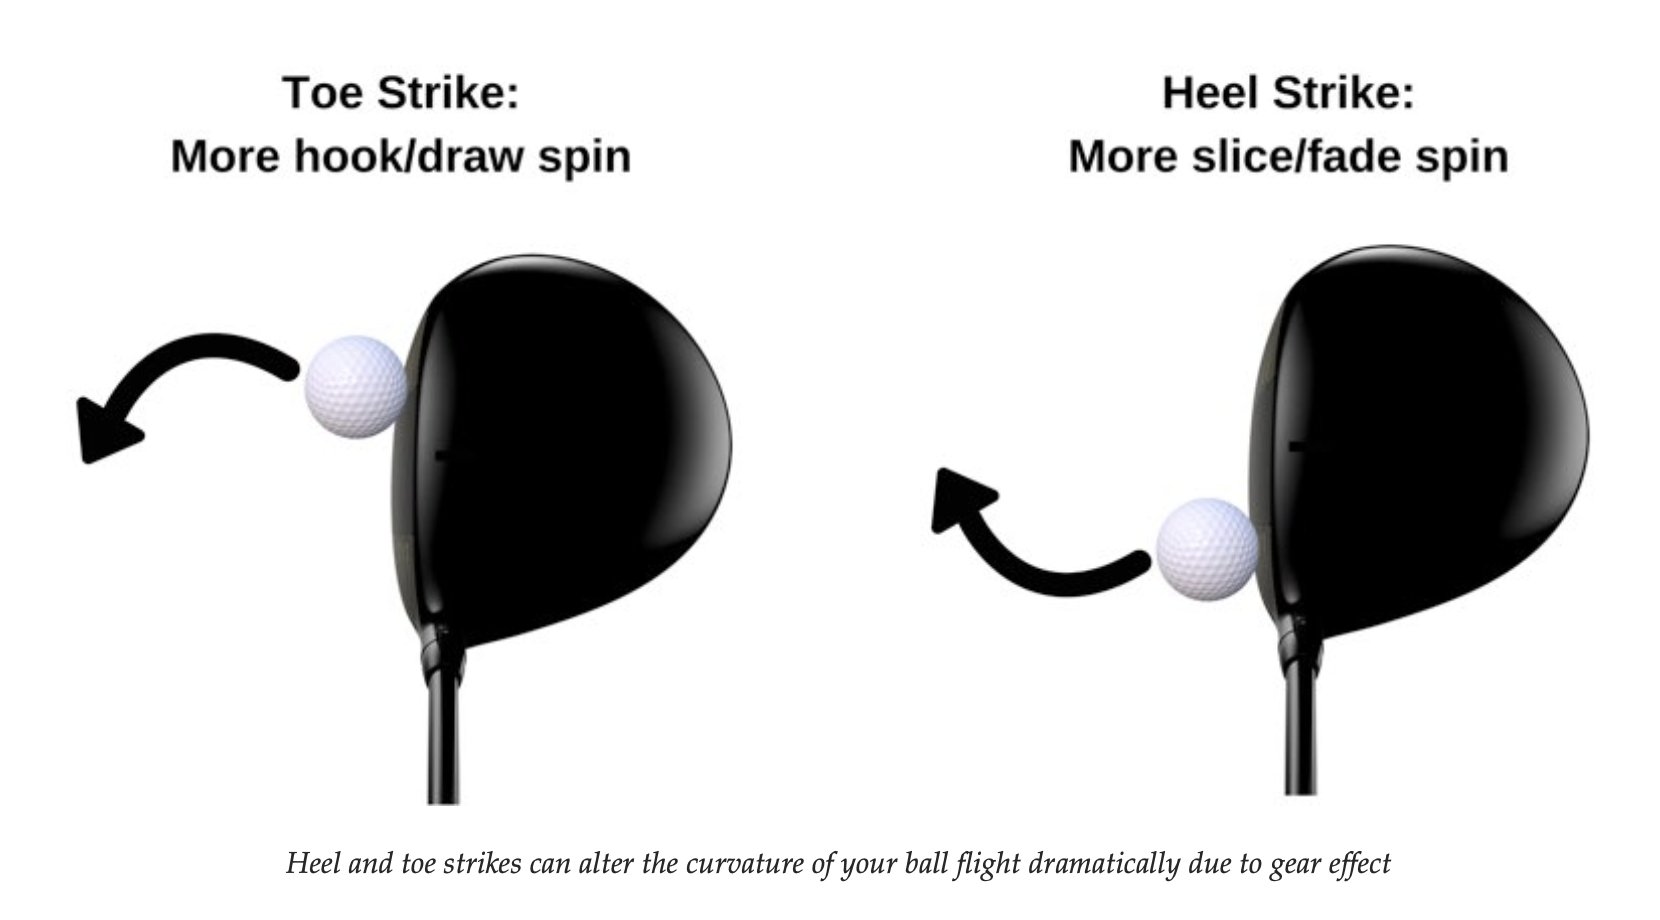 Toe Strike:
More hook/draw spin
Heel Strike:
More slice/fade spin
Heel and toe strikes can alter the curvature of your ball flight dramatically due to gear effect